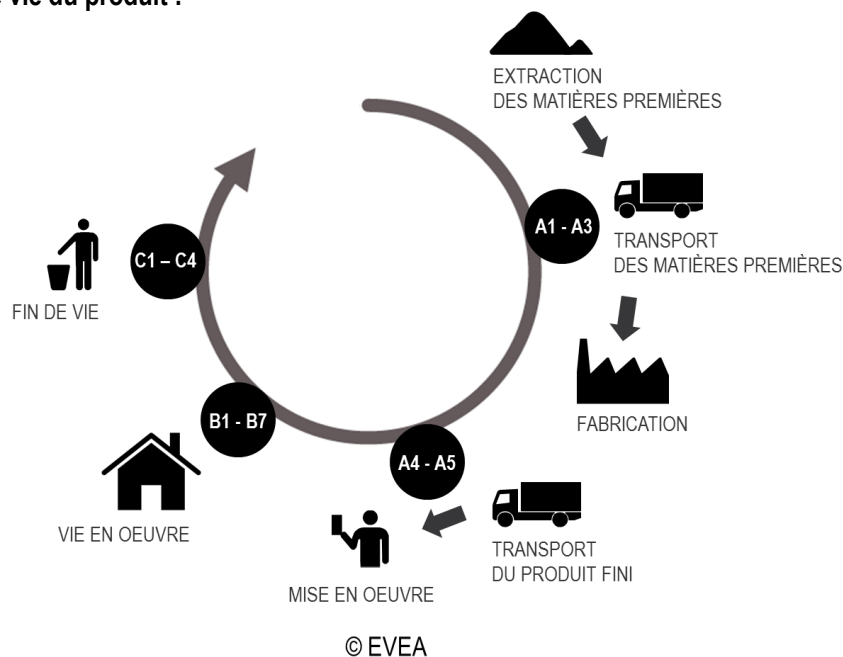 vie du produit :
EXTRACTION
DES MATIÈRES PREMIÈRES
A1 - A3
TRANSPORT
DES MATIÈRES PREMIÈRES
FABRICATION
A4 - A5
TRANSPORT
DU PRODUIT FINI
MISE EN OEUVRE
B1 - B7
VIE EN OEUVRE
C1 – C4
FIN DE VIE
© EVEA